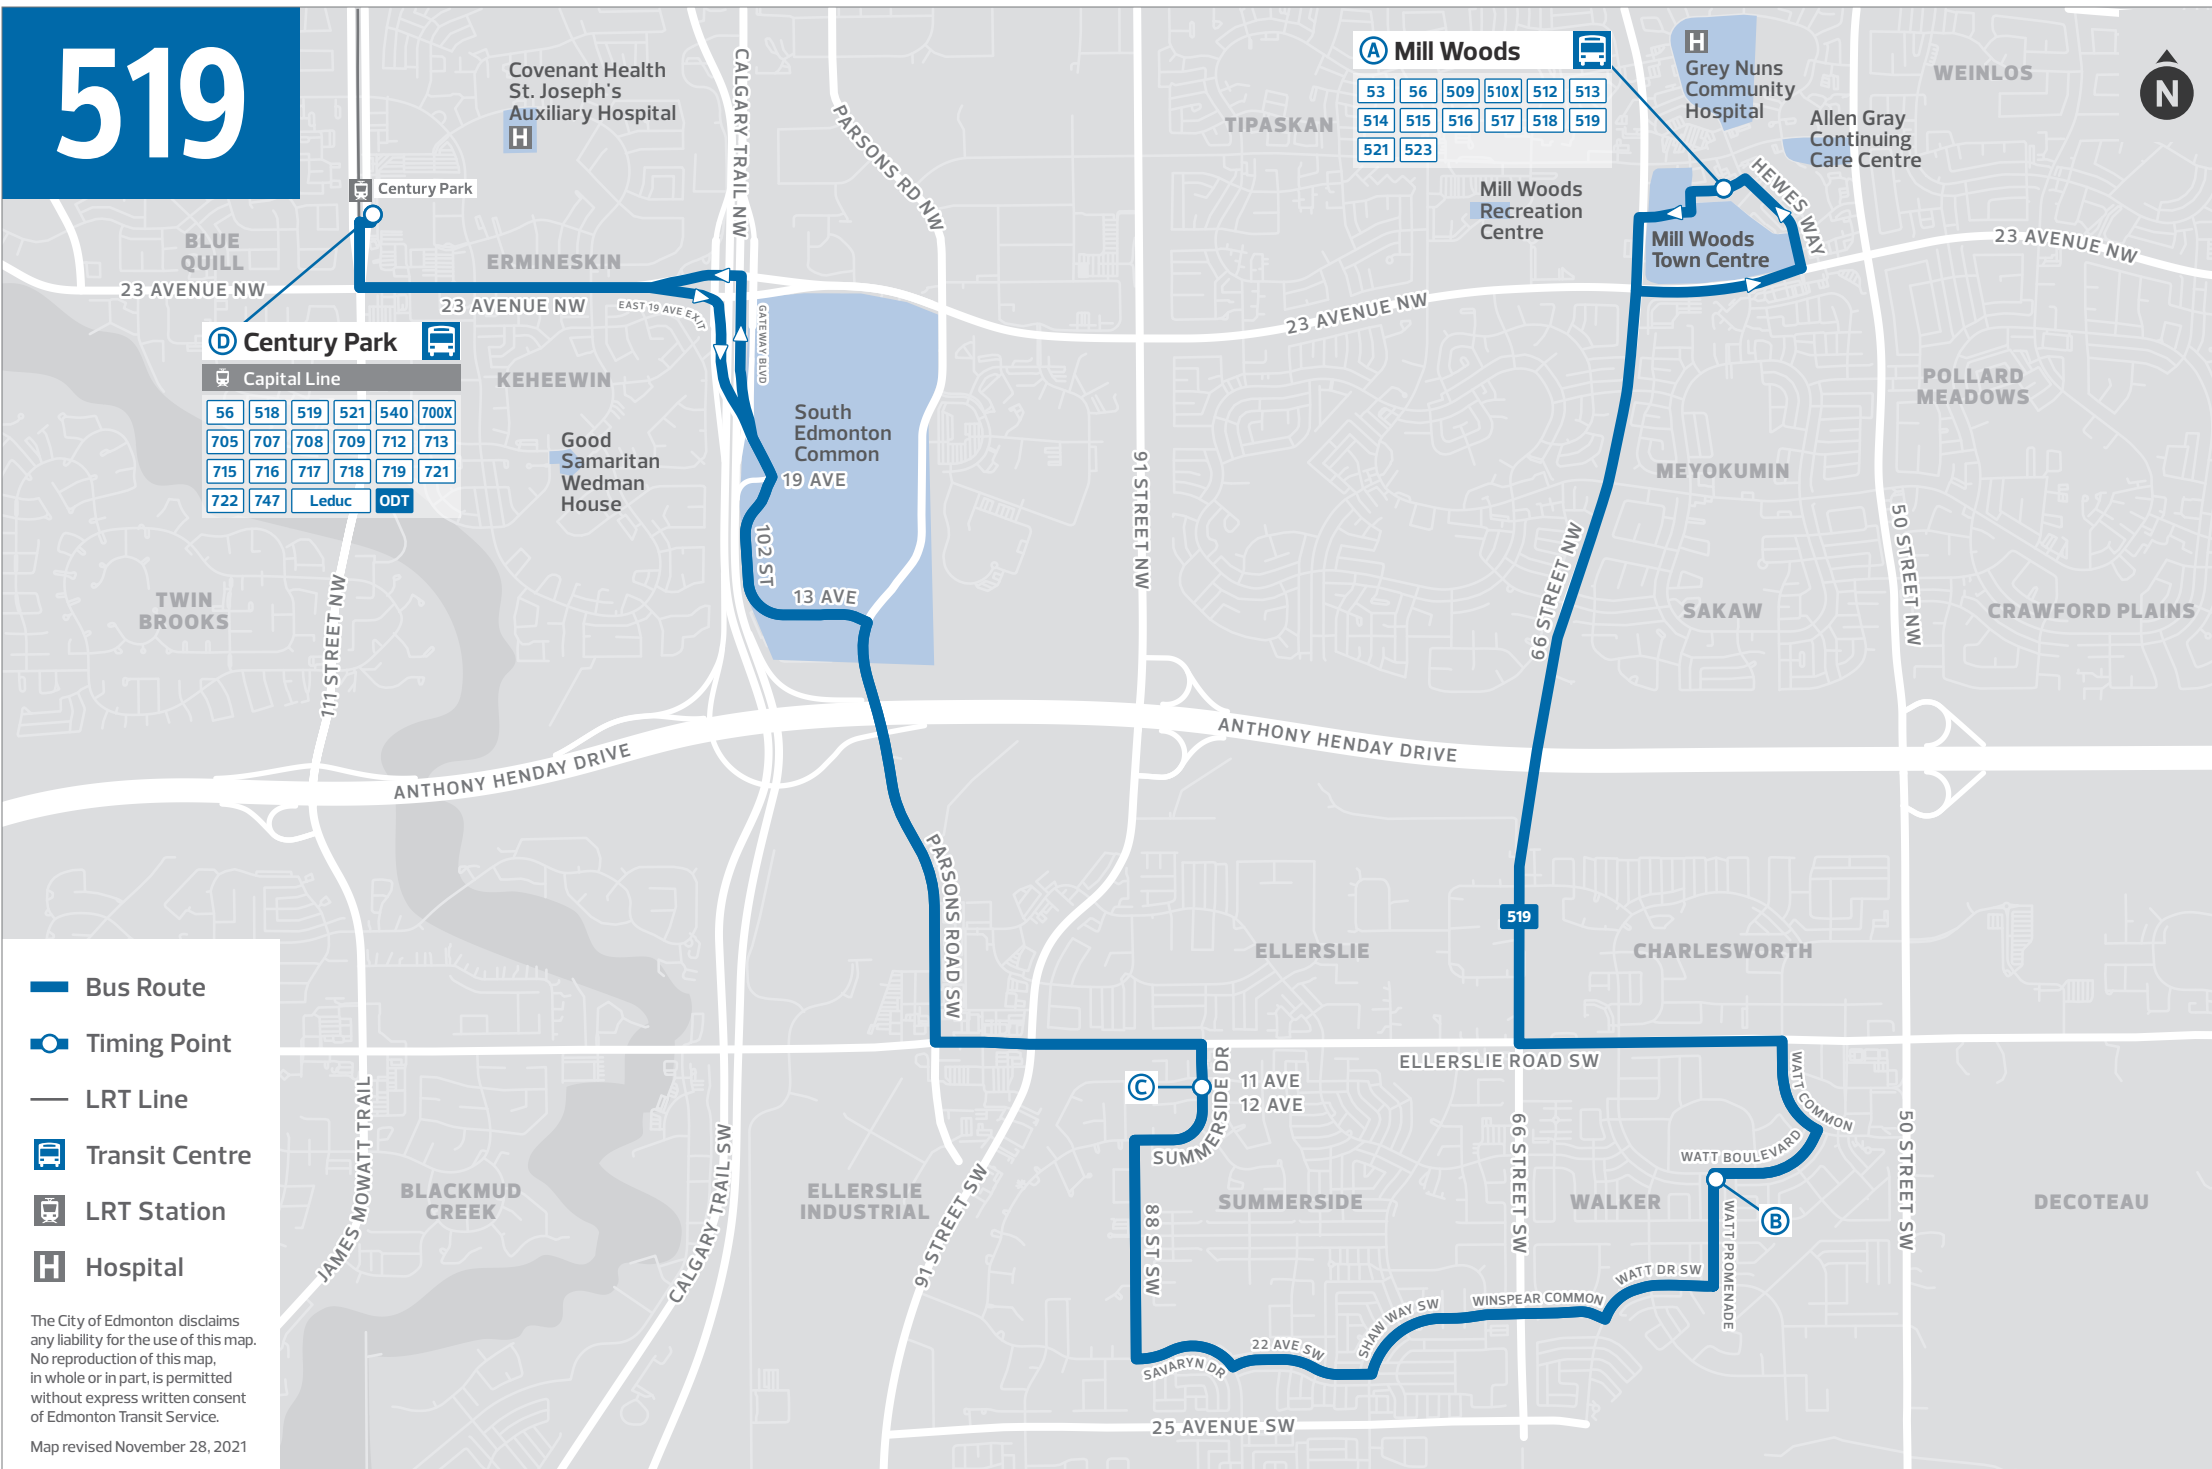 519
Covenant Health
St. Joseph's
Auxiliary Hospital
H
Century Park
BLUE
QUILL
ERMINESKIN
23 AVENUE NW
23 AVENUE NW
EAST 19 AVE EXIT
GATEWAY BLVD
CALGARY TRAIL NW
PARSONS RD NW
D Century Park
Capital Line
56 518 519 521 540 700X
705 707 708 709 712 713
715 716 717 718 719 721
722 747 Leduc ODT
KEHEEWIN
Good
Samaritan
Wedman
House
South
Edmonton
Common
19 AVE
102 ST
13 AVE
TWIN
BROOKS
111 STREET NW
TIPASKAN
A Mill Woods
53 56 509 510X 512 513
514 515 516 517 518 519
521 523
H
Grey Nuns
Community
Hospital
WEINLOS
N
Allen Gray
Continuing
Care Centre
Mill Woods
Recreation
Centre
HEWES WAY
Mill Woods
Town Centre
23 AVENUE NW
23 AVENUE NW
POLLARD
MEADOWS
MEYOKUMIN
91 STREET NW
66 STREET NW
50 STREET NW
SAKAW
CRAWFORD PLAINS
ANTHONY HENDAY DRIVE
ANTHONY HENDAY DRIVE
PARSONS ROAD SW
519
ELLERSLIE
CHARLESWORTH
ELLERSLIE ROAD SW
C
SUMMERSIDE DR
11 AVE
12 AVE
WATT COMMON
WATT BOULEVARD
B
WATT PROMENADE
WATT DR SW
WINSPEAR COMMON
SHAW WAY SW
22 AVE SW
SAVARYN DR
88 ST SW
66 STREET SW
50 STREET SW
SUMMERSIDE
WALKER
DECOTEAU
BLACKMUD
CREEK
ELLERSLIE
INDUSTRIAL
JAMES MOWATT TRAIL
CALGARY TRAIL SW
91 STREET SW
25 AVENUE SW
Bus Route
Timing Point
LRT Line
Transit Centre
LRT Station
H Hospital
The City of Edmonton disclaims
any liability for the use of this map.
No reproduction of this map,
in whole or in part, is permitted
without express written consent
of Edmonton Transit Service.
Map revised November 28, 2021